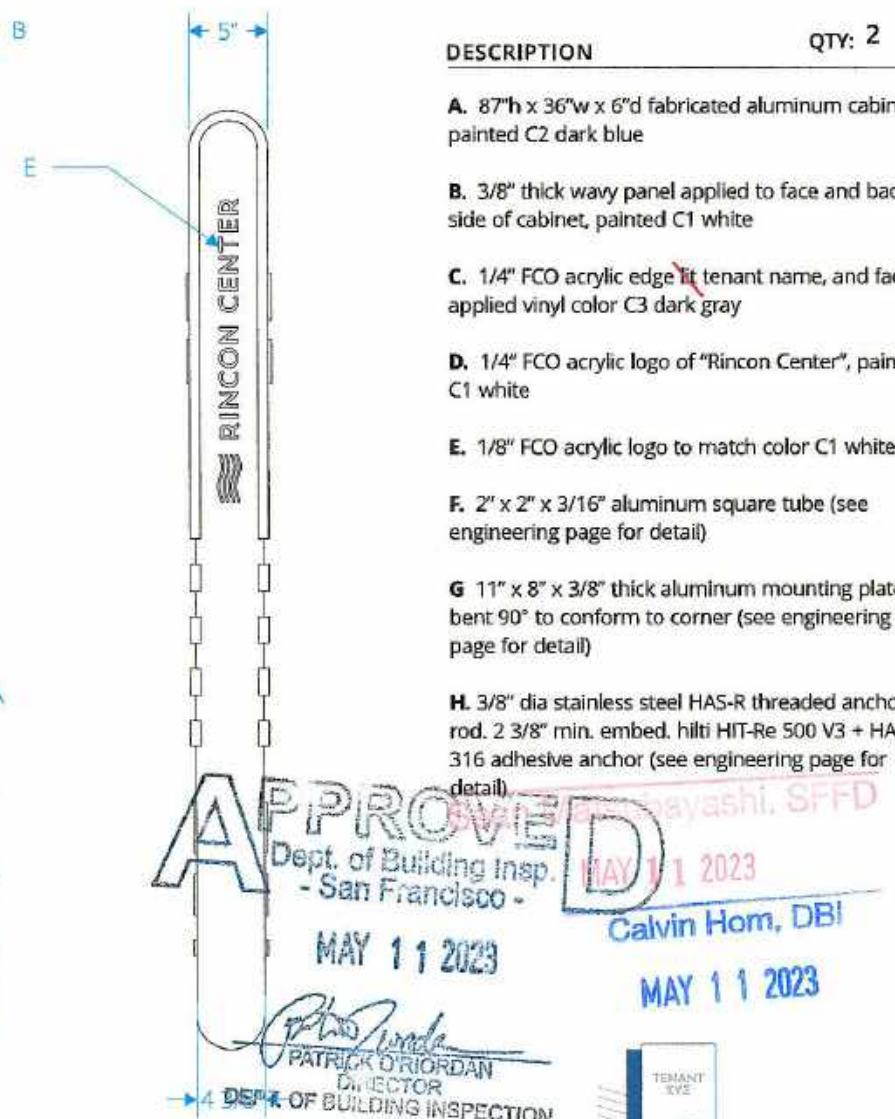 B
5"
E
RINCON CENTER
DESCRIPTION
QTY: 2
A. 87"h x 36"w x 6"d fabricated aluminum cabin
painted C2 dark blue
B. 3/8" thick wavy panel applied to face and bac
side of cabinet, painted C1 white
C. 1/4" FCO acrylic edge lit tenant name, and fac
applied vinyl color C3 dark gray
D. 1/4" FCO acrylic logo of "Rincon Center", pain
C1 white
E. 1/8" FCO acrylic logo to match color C1 white
F. 2" x 2" x 3/16" aluminum square tube (see
engineering page for detail)
G 11" x 8" x 3/8" thick aluminum mounting plat
bent 90° to conform to corner (see engineering
page for detail)
H. 3/8" dia stainless steel HAS-R threaded ancho
rod. 2 3/8" min. embed. hilti HIT-Re 500 V3 + HA
316 adhesive anchor (see engineering page for
detail)
SFFD
MAY 11 2023
APPROVED
Dept. of Building Insp.
- San Francisco -
MAY 11 2023
Calvin Hom, DBI
MAY 11 2023
PATRICK O'RIORDAN
DIRECTOR
DEPT. OF BUILDING INSPECTION
TENANT
XYZ